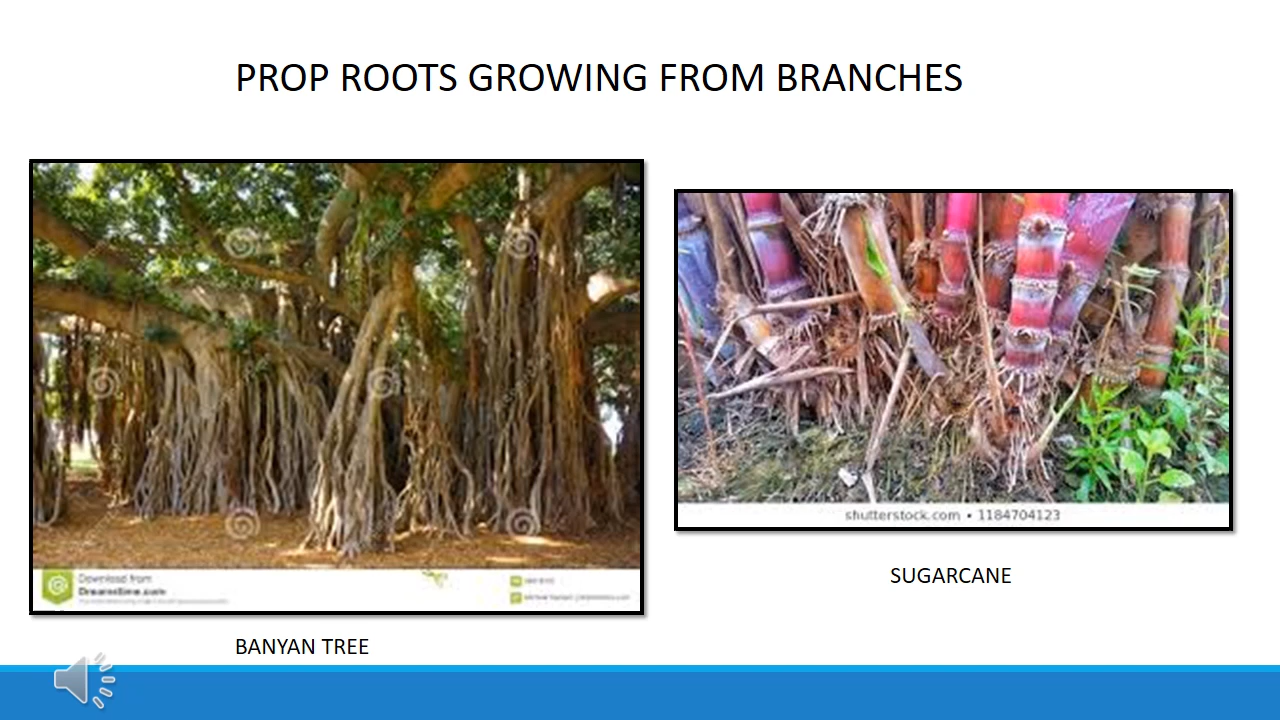 PROP ROOTS GROWING FROM BRANCHES
Download from
Dreamstime.com
shutterstock.com • 1184704123
SUGARCANE
BANYAN TREE